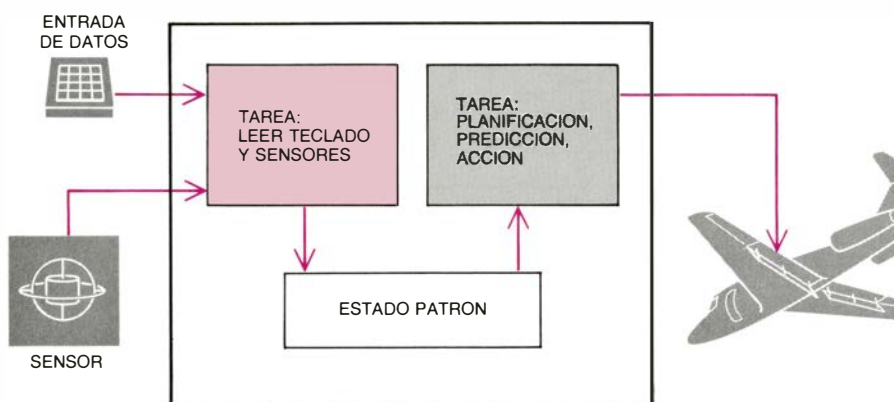 ENTRADA
DE DATOS
TAREA:
LEER TECLADO
Y SENSORES
TAREA:
PLANIFICACION,
PREDICCION,
ACCION
ESTADO PATRON
SENSOR